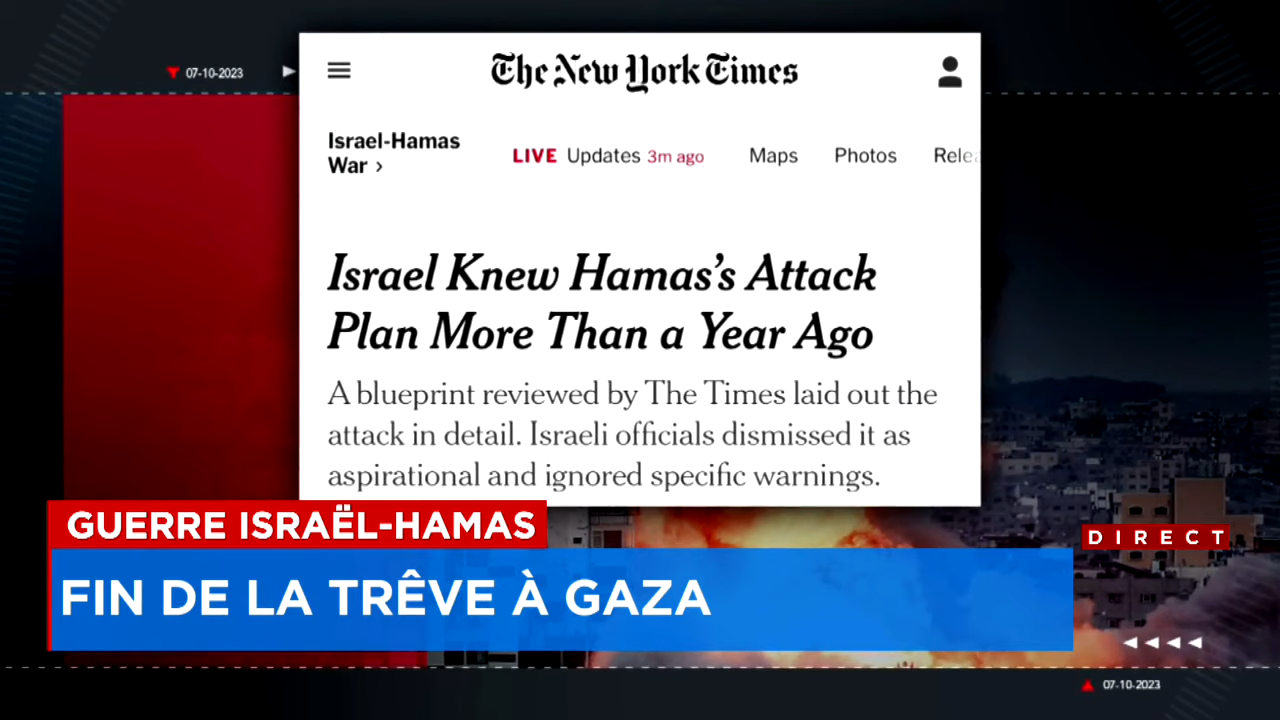 07-10-2023
The New York Times
Israel-Hamas
War ›
LIVE Updates 3m ago Maps Photos
Israel Knew Hamas’s Attack
Plan More Than a Year Ago
A blueprint reviewed by The Times laid out the
attack in detail. Israeli officials dismissed it as
aspirational and ignored specific warnings.
GUERRE ISRAËL-HAMAS
DIRECT
FIN DE LA TRÊVE À GAZA
07-10-2023